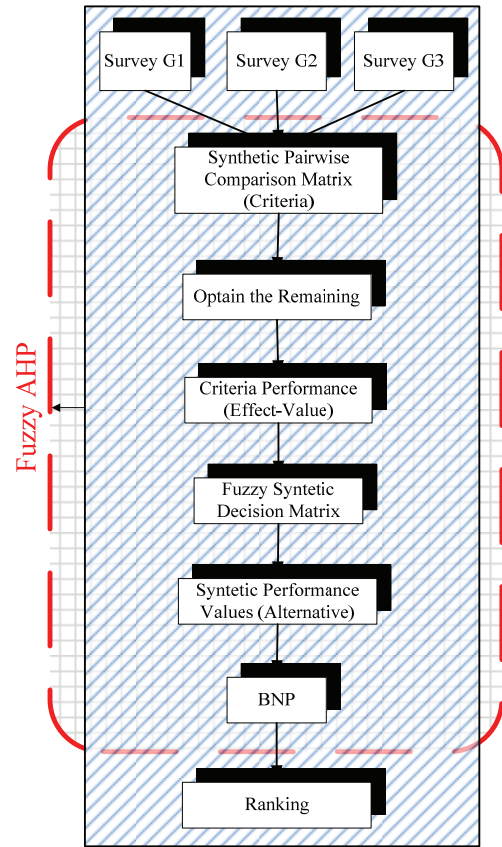 Survey G1
Survey G2
Survey G3
Synthetic Pairwise
Comparison Matrix
(Criteria)
Optain the Remaining
Criteria Performance
(Effect-Value)
Fuzzy Syntetic
Decision Matrix
Syntetic Performance
Values (Alternative)
BNP
Ranking
Fuzzy AHP